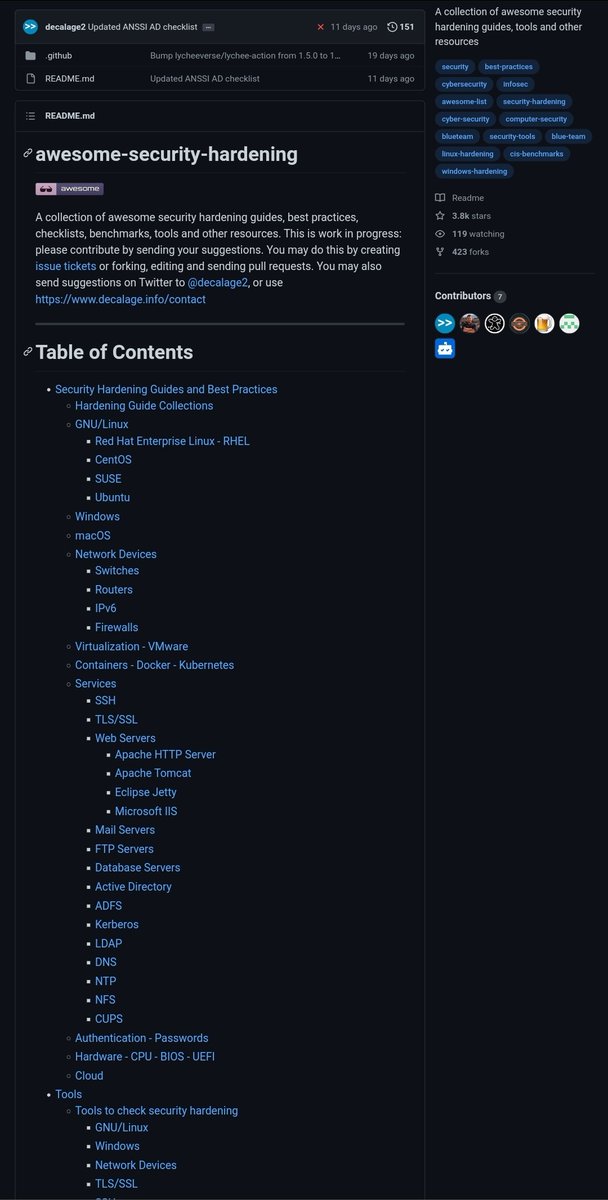 decalage2 Updated ANSSI AD checklist ... 11 days ago 151
.github Bump lycheeverse/lychee-action from 1.5.0 to 1... 19 days ago
README.md Updated ANSSI AD checklist 11 days ago
README.md
awesome-security-hardening
awesome
A collection of awesome security hardening guides, best practices,
checklists, benchmarks, tools and other resources. This is work in progress:
please contribute by sending your suggestions. You may do this by creating
issue tickets or forking, editing and sending pull requests. You may also
send suggestions on Twitter to @decalage2, or use
https://www.decalage.info/contact
Table of Contents
Security Hardening Guides and Best Practices
Hardening Guide Collections
GNU/Linux
Red Hat Enterprise Linux - RHEL
CentOS
SUSE
Ubuntu
Windows
macOS
Network Devices
Switches
Routers
IPv6
Firewalls
Virtualization - VMware
Containers - Docker - Kubernetes
Services
SSH
TLS/SSL
Web Servers
Apache HTTP Server
Apache Tomcat
Eclipse Jetty
Microsoft IIS
Mail Servers
FTP Servers
Database Servers
Active Directory
ADFS
Kerberos
LDAP
DNS
NTP
NFS
CUPS
Authentication - Passwords
Hardware - CPU - BIOS - UEFI
Cloud
Tools
Tools to check security hardening
GNU/Linux
Windows
Network Devices
TLS/SSL
A collection of awesome security
hardening guides, tools and other
resources
security best-practices
cybersecurity infosec
awesome-list security-hardening
cyber-security computer-security
blueteam security-tools blue-team
linux-hardening cis-benchmarks
windows-hardening
Readme
3.8k stars
119 watching
423 forks
Contributors 7